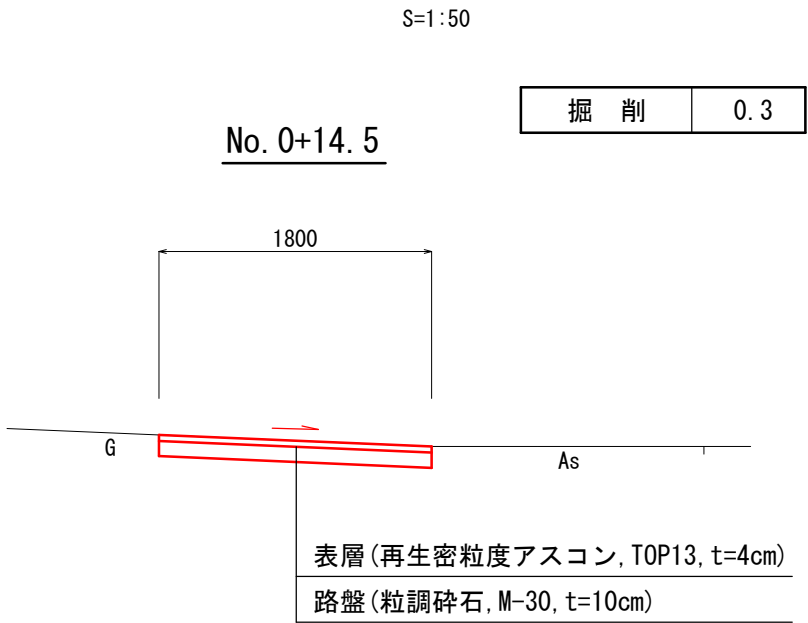 S=1:50
掘 削 0.3
No.0+14.5
1800
G
As
表層(再生密粒度アスコン,TOP13,t=4cm)
路盤(粒調砕石,M-30,t=10cm)